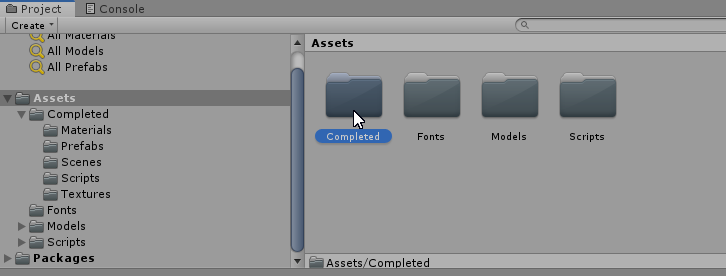 Project
Console
Create
All Materials
All Models
All Prefabs
Assets
Completed
Materials
Prefabs
Scenes
Scripts
Textures
Fonts
Models
Scripts
Packages
Assets
Completed
Fonts
Models
Scripts
Assets/Completed